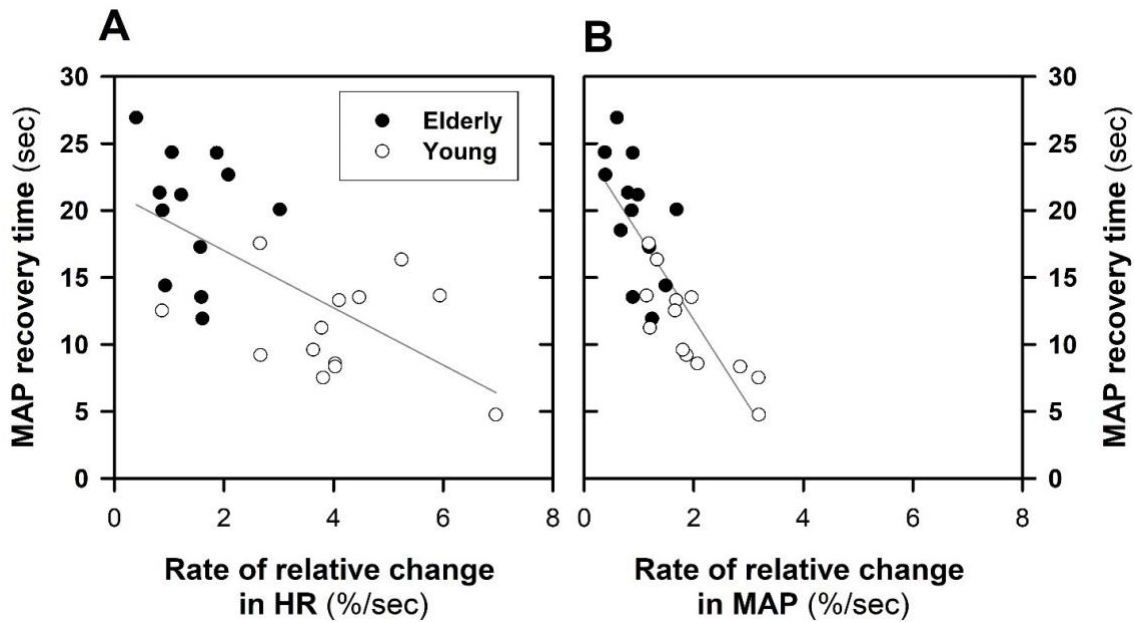 A
B
MAP recovery time (sec)
30
25
20
15
10
5
0
Elderly
Young
0 2 4 6 8
Rate of relative change
in HR (%/sec)
30
25
20
15
10
5
0
MAP recovery time (sec)
0 2 4 6 8
Rate of relative change
in MAP (%/sec)